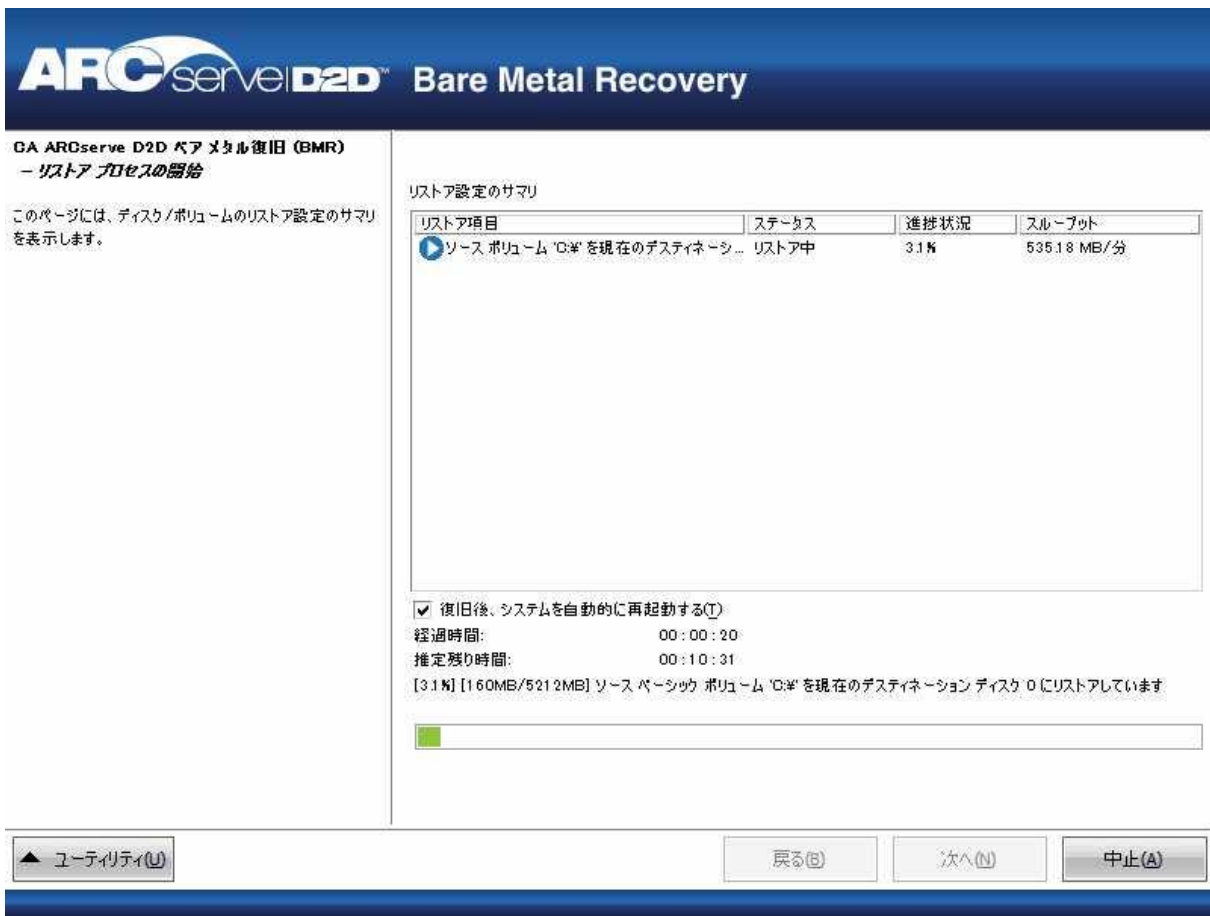 ARCserve D2D™ Bare Metal Recovery
CA ARCserve D2D ベア メタル復旧 (BMR)
- リストア プロセスの開始
このページには、ディスク/ボリュームのリストア設定のサマリ
を表示します。
リストア設定のサマリ
リストア項目 ステータス 進捗状況 スループット
ソース ボリューム 'C:¥' を現在のデスティネーシ... リストア中 3.1% 535.18 MB/分
復旧後、システムを自動的に再起動する(T)
経過時間: 00 : 00 : 20
推定残り時間: 00 : 10 : 31
[3.1%] [160MB/5212MB] ソース ベーシック ボリューム 'C:¥' を現在のデスティネーション ディスク 0 にリストアしています
▲ ユーティリティ(U) 戻る(B) 次へ(N) 中止(A)